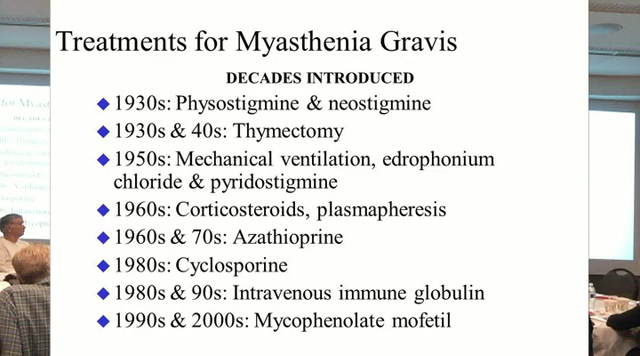 Treatments for Myasthenia Gravis
DECADES INTRODUCED
1930s: Physostigmine & neostigmine
1930s & 40s: Thymectomy
1950s: Mechanical ventilation, edrophonium
chloride & pyridostigmine
1960s: Corticosteroids, plasmapheresis
1960s & 70s: Azathioprine
1980s: Cyclosporine
1980s & 90s: Intravenous immune globulin
1990s & 2000s: Mycophenolate mofetil